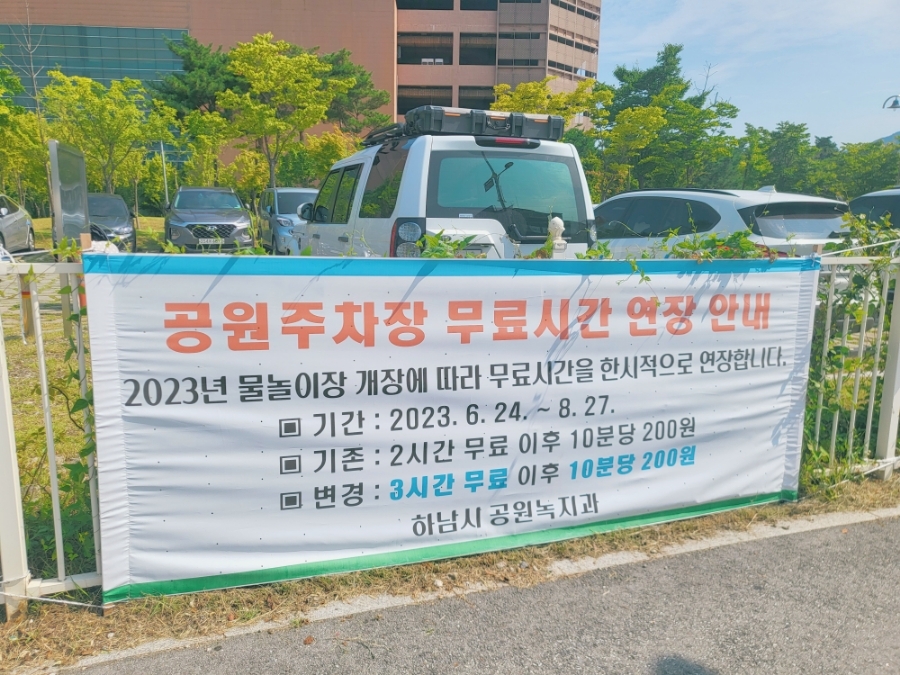 공원주차장 무료시간 연장 안내
2023년 물놀이장 개장에 따라 무료시간을 한시적으로 연장합니다.
▣ 기간 : 2023. 6. 24. ~ 8. 27.
▣ 기존 : 2시간 무료 이후 10분당 200원
▣ 변경 : 3시간 무료 이후 10분당 200원
하남시 공원녹지과